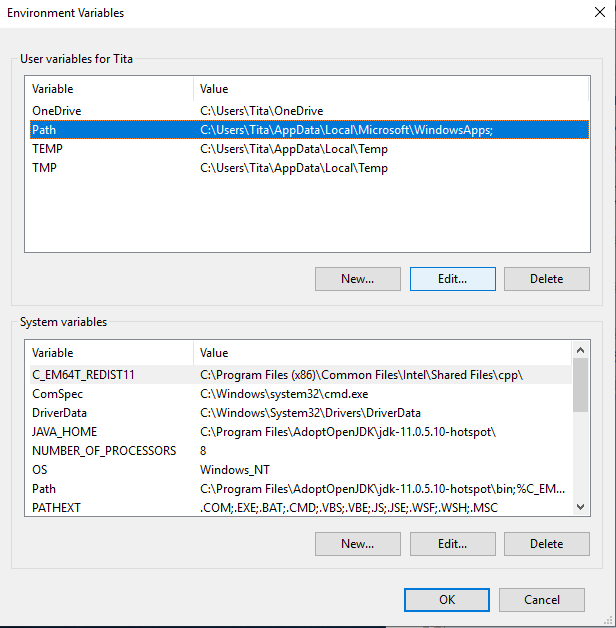 Environment Variables
User variables for Tita
Variable Value
OneDrive C:\Users\Tita\OneDrive
Path C:\Users\Tita\AppData\Local\Microsoft\WindowsApps;
TEMP C:\Users\Tita\AppData\Local\Temp
TMP C:\Users\Tita\AppData\Local\Temp
New... Edit... Delete
System variables
Variable Value
C_EM64T_REDIST11 C:\Program Files (x86)\Common Files\Intel\Shared Files\cpp\
ComSpec C:\Windows\system32\cmd.exe
DriverData C:\Windows\System32\Drivers\DriverData
JAVA_HOME C:\Program Files\AdoptOpenJDK\jdk-11.0.5.10-hotspot\
NUMBER_OF_PROCESSORS 8
OS Windows_NT
Path C:\Program Files\AdoptOpenJDK\jdk-11.0.5.10-hotspot\bin;%C_EM...
PATHEXT .COM;.EXE;.BAT;.CMD;.VBS;.VBE;.JS;.JSE;.WSF;.WSH;.MSC
New... Edit... Delete
OK Cancel